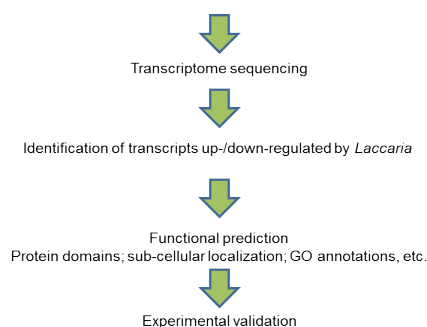 Transcriptome sequencing
Identification of transcripts up-/down-regulated by Laccaria
Functional prediction
Protein domains; sub-cellular localization; GO annotations, etc.
Experimental validation